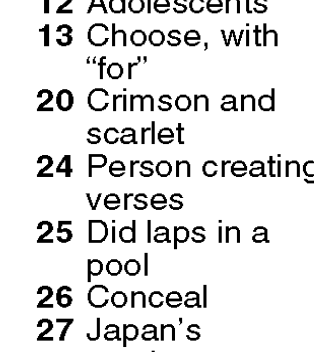 12 Adolescents
13 Choose, with
“for”
20 Crimson and
scarlet
24 Person creating
verses
25 Did laps in a
pool
26 Conceal
27 Japan’s